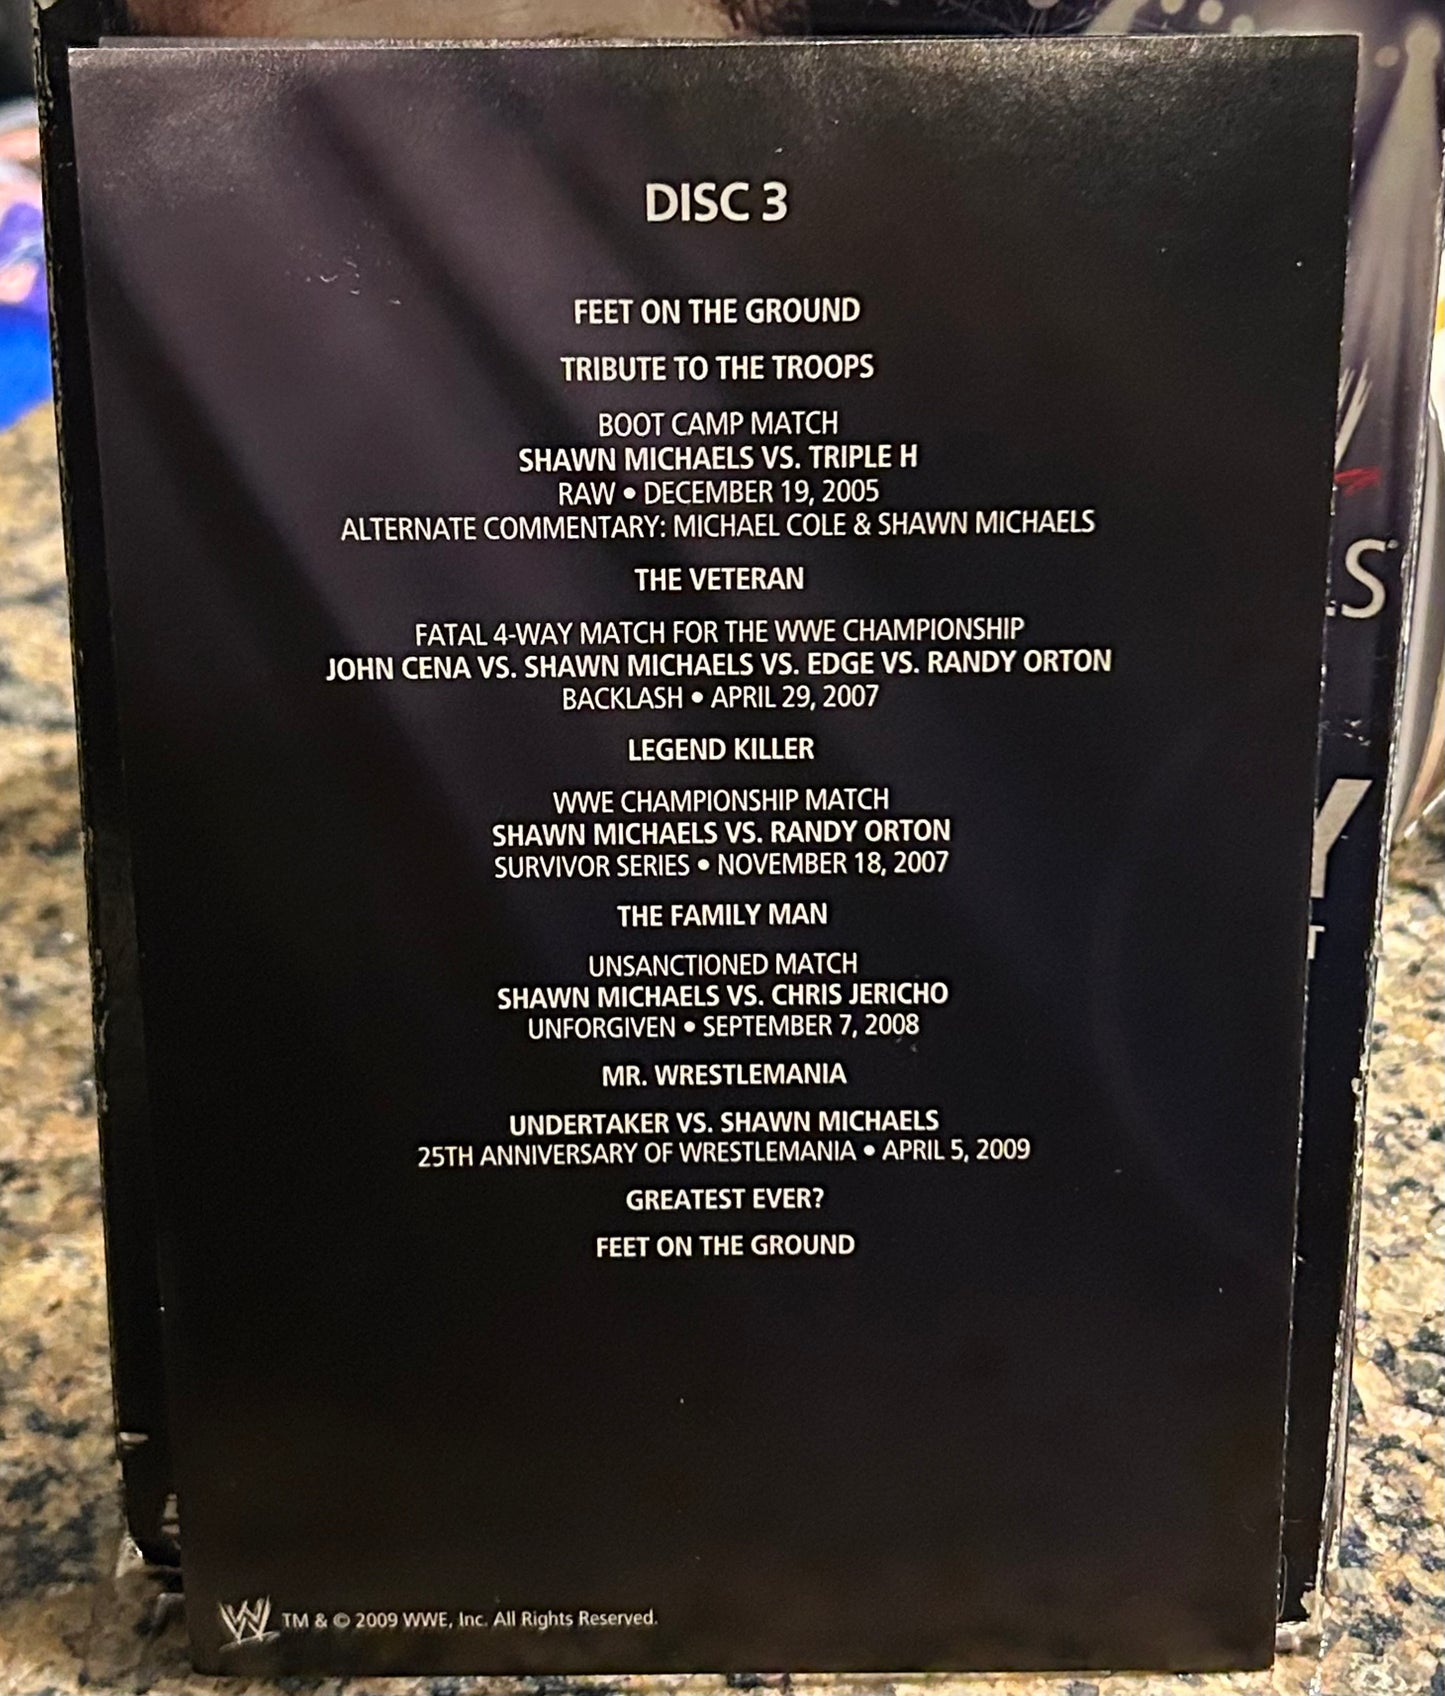 DISC 3
FEET ON THE GROUND
TRIBUTE TO THE TROOPS
BOOT CAMP MATCH
SHAWN MICHAELS VS. TRIPLE H
RAW • DECEMBER 19, 2005
ALTERNATE COMMENTARY: MICHAEL COLE & SHAWN MICHAELS
THE VETERAN
FATAL 4-WAY MATCH FOR THE WWE CHAMPIONSHIP
JOHN CENA VS. SHAWN MICHAELS VS. EDGE VS. RANDY ORTON
BACKLASH • APRIL 29, 2007
LEGEND KILLER
WWE CHAMPIONSHIP MATCH
SHAWN MICHAELS VS. RANDY ORTON
SURVIVOR SERIES • NOVEMBER 18, 2007
THE FAMILY MAN
UNSANCTIONED MATCH
SHAWN MICHAELS VS. CHRIS JERICHO
UNFORGIVEN • SEPTEMBER 7, 2008
MR. WRESTLEMANIA
UNDERTAKER VS. SHAWN MICHAELS
25TH ANNIVERSARY OF WRESTLEMANIA • APRIL 5, 2009
GREATEST EVER?
FEET ON THE GROUND
W TM & © 2009 WWE, Inc. All Rights Reserved.
LS
Y
T